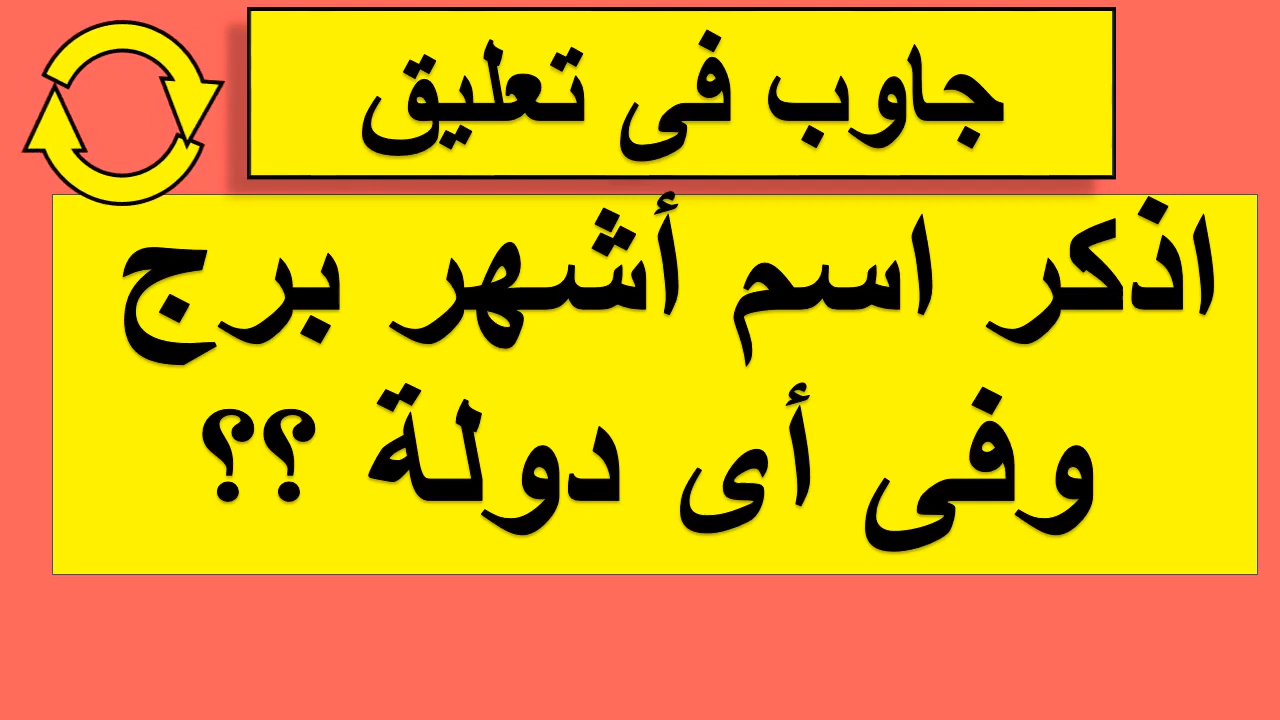 جاوب فى تعليق
اذكر اسم أشهر برج
وفى أى دولة ؟؟